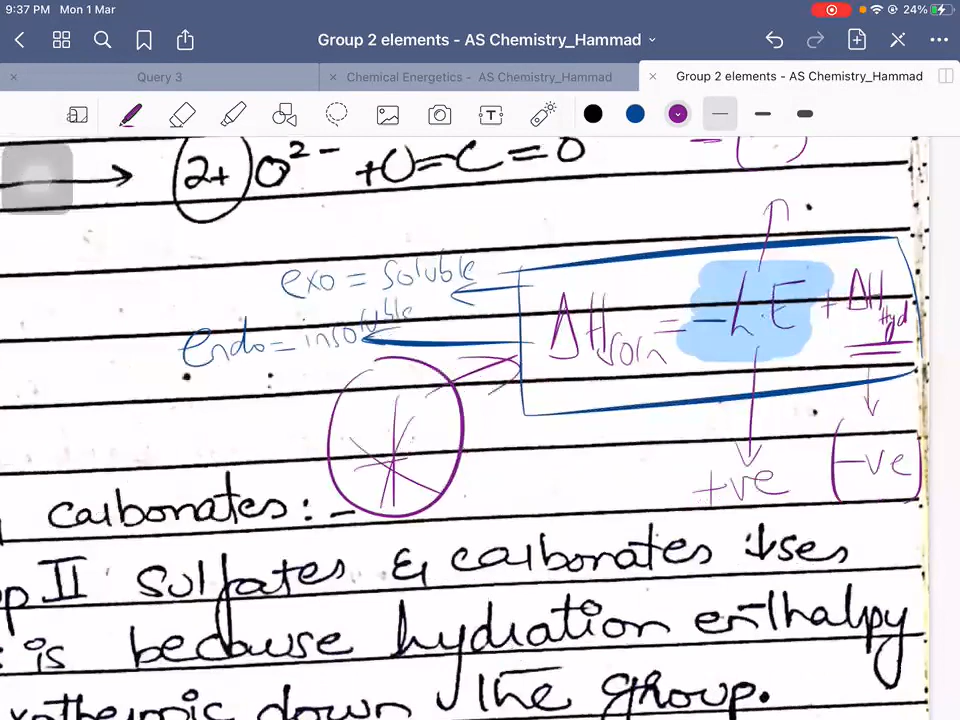 9:37 PM Mon 1 Mar
24%
Group 2 elements - AS Chemistry_Hammad
Query 3
Chemical Energetics - AS Chemistry_Hammad
Group 2 elements - AS Chemistry_Hammad
(2+) O²⁻ + O=C=O
exo = soluble
Endo = insoluble
ΔHsoln = -LE + ΔHHyd
+ve
-ve
carbonates:-
II sulfates & carbonates ↓ses
is because hydration enthalpy
down the group.